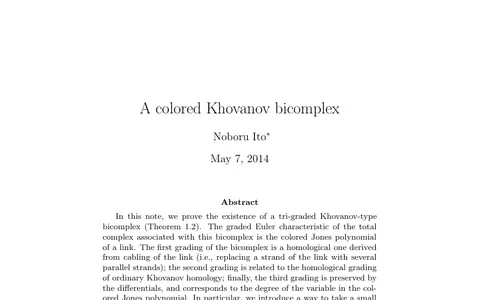 A colored Khovanov bicomplex
Noboru Ito*
May 7, 2014
Abstract
In this note, we prove the existence of a tri-graded Khovanov-type
bicomplex (Theorem 1.2). The graded Euler characteristic of the total
complex associated with this bicomplex is the colored Jones polynomial
of a link. The first grading of the bicomplex is a homological one derived
from cabling of the link (i.e., replacing a strand of the link with several
parallel strands); the second grading is related to the homological grading
of ordinary Khovanov homology; finally, the third grading is preserved by
the differentials, and corresponds to the degree of the variable in the col-
ored Jones polynomial. In particular, we introduce a way to take a small